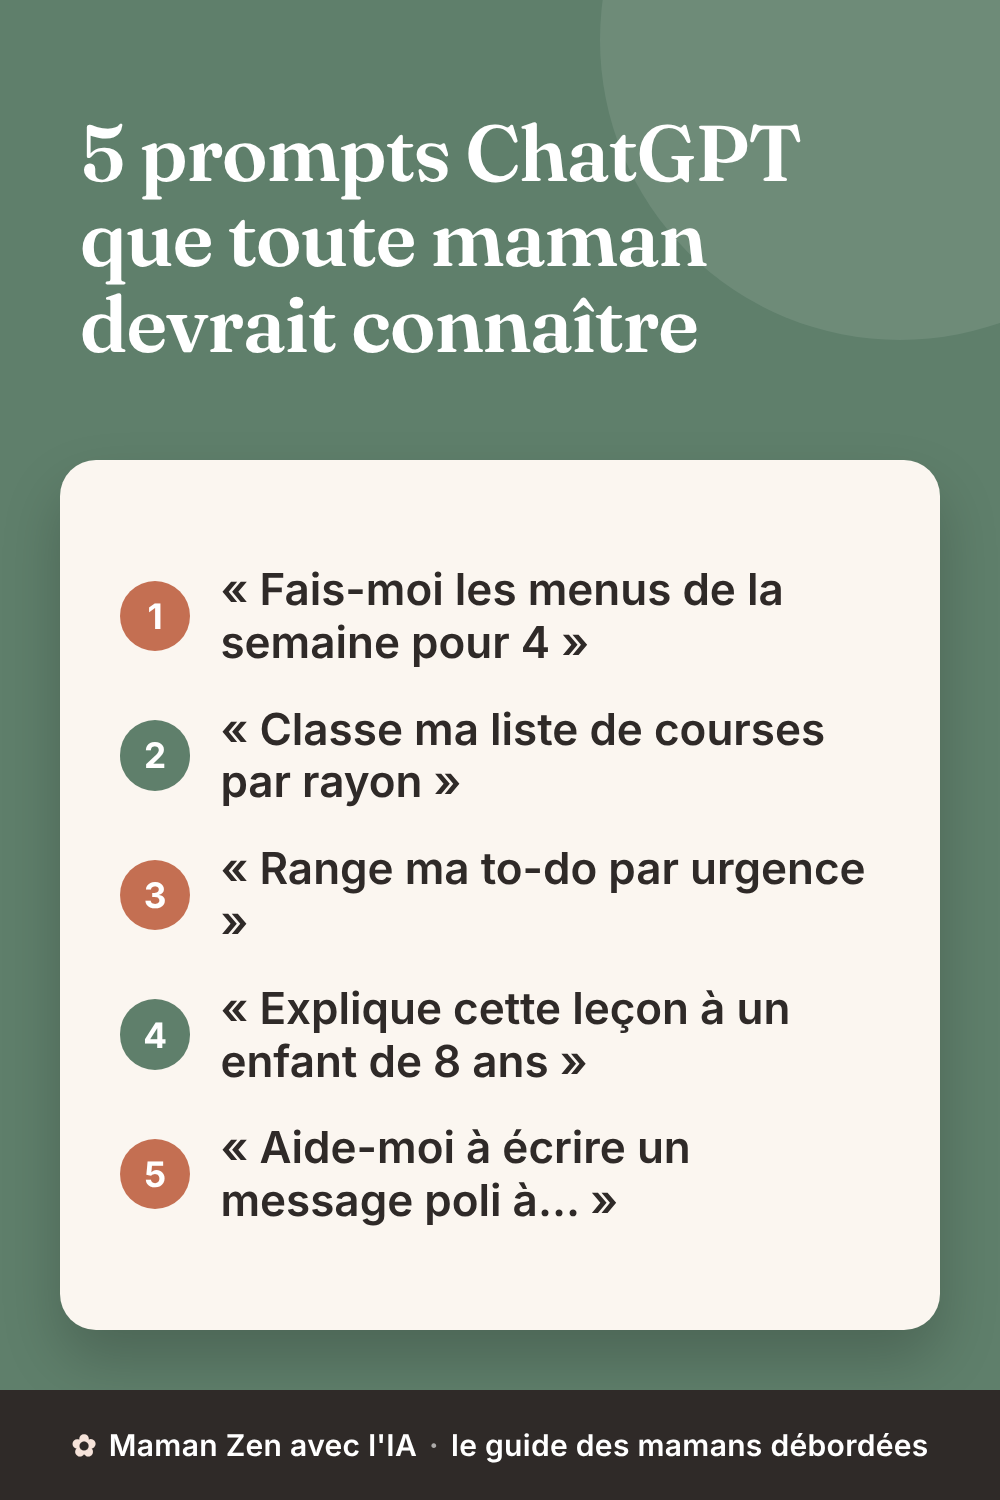 5 prompts ChatGPT
que toute maman
devrait connaître
1
« Fais-moi les menus de la
semaine pour 4 »
2
« Classe ma liste de courses
par rayon »
3
« Range ma to-do par urgence
»
4
« Explique cette leçon à un
enfant de 8 ans »
5
« Aide-moi à écrire un
message poli à… »
✿ Maman Zen avec l'IA · le guide des mamans débordées